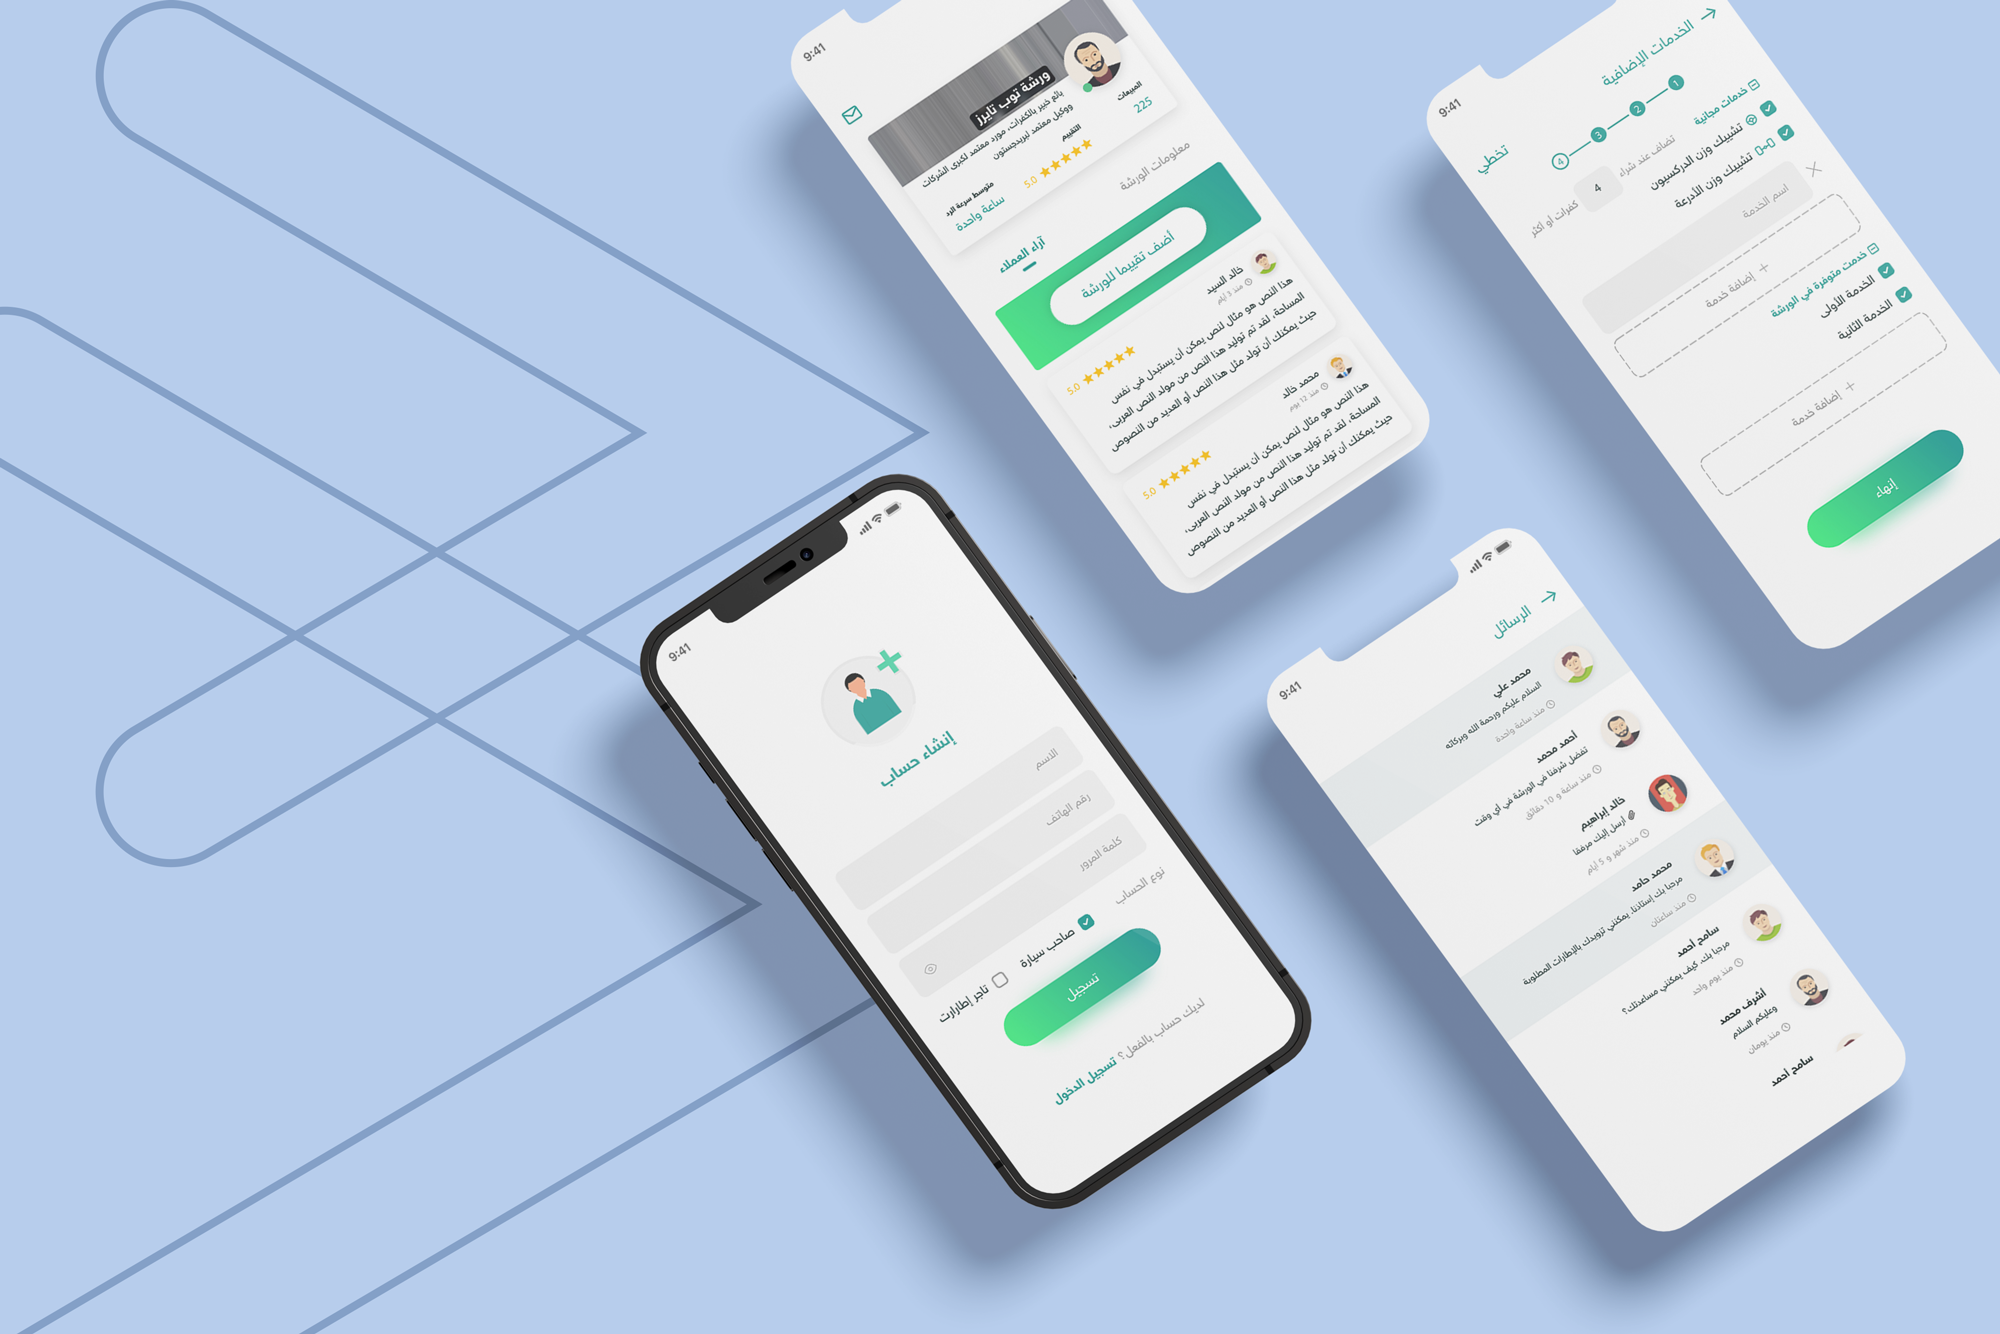 9:41
ورشة توب تايرز
بائع خبير بالكفرات، مورد معتمد لكبرى الشركات
ووكيل معتمد لبريدجستون
المبيعات
225
التقييم
5.0
متوسط سرعة الرد
ساعة واحدة
معلومات الورشة
آراء العملاء
أضف تقييما للورشة
خالد السيد
منذ 3 أيام
5.0
هذا النص هو مثال لنص يمكن أن يستبدل في نفس
المساحة، لقد تم توليد هذا النص من مولد النص العربى،
حيث يمكنك أن تولد مثل هذا النص أو العديد من النصوص
محمد خالد
منذ 12 يوم
5.0
هذا النص هو مثال لنص يمكن أن يستبدل في نفس
المساحة، لقد تم توليد هذا النص من مولد النص العربى،
حيث يمكنك أن تولد مثل هذا النص أو العديد من النصوص
9:41
الخدمات الإضافية
1 2 3 4
تخطي
خدمات مجانية
تشبيك وزن الدركسيون
تضاف عند شراء 4 كفرات أو أكثر
تشبيك وزن الأذرعة
اسم الخدمة
+ إضافة خدمة
خدمت متوفرة في الورشة
الخدمة الأولى
الخدمة الثانية
+ إضافة خدمة
إنهاء
9:41
إنشاء حساب
الاسم
رقم الهاتف
كلمة المرور
نوع الحساب
صاحب سيارة
تاجر إطارارت
تسجيل
لديك حساب بالفعل؟ تسجيل الدخول
9:41
الرسائل
محمد علي
السلام عليكم ورحمة الله وبركاته
منذ ساعة واحدة
أحمد محمد
تفضل شرفنا في الورشة في أي وقت
منذ ساعة و 10 دقائق
خالد إبراهيم
أرسل إليك مرفقا
منذ شهر و 5 أيام
محمد حامد
مرحبا بك إستاذنا، يمكنني تزويدك بالإطارات المطلوبة
منذ ساعتان
سامح أحمد
مرحبا بك، كيف يمكنني مساعدتك؟
منذ يوم واحد
أشرف محمد
وعليكم السلام
منذ يومان
سامح أحمد